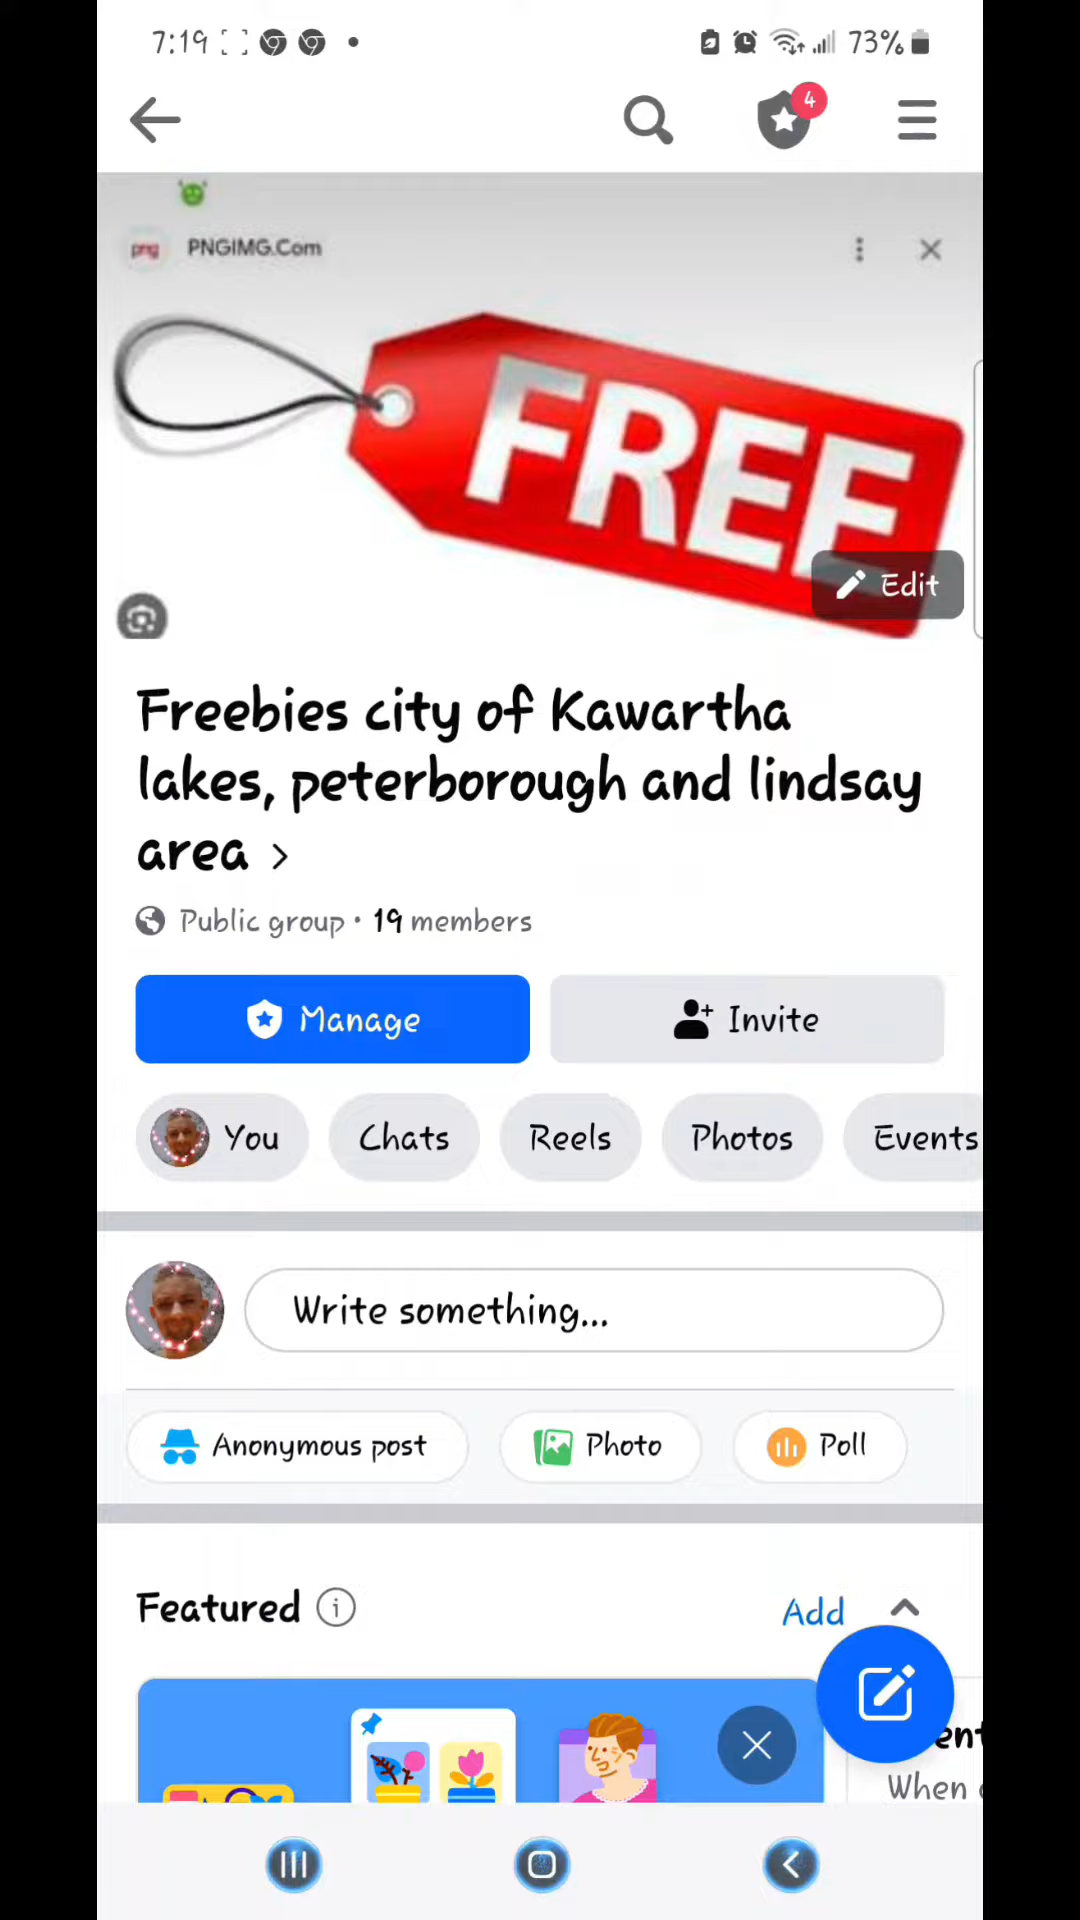 7:19 73%
4
png PNGIMG.Com
FREE
Edit
Freebies city of Kawartha
lakes, peterborough and lindsay
area
Public group • 19 members
Manage Invite
You Chats Reels Photos Events
Write something...
Anonymous post Photo Poll
Featured Add
When